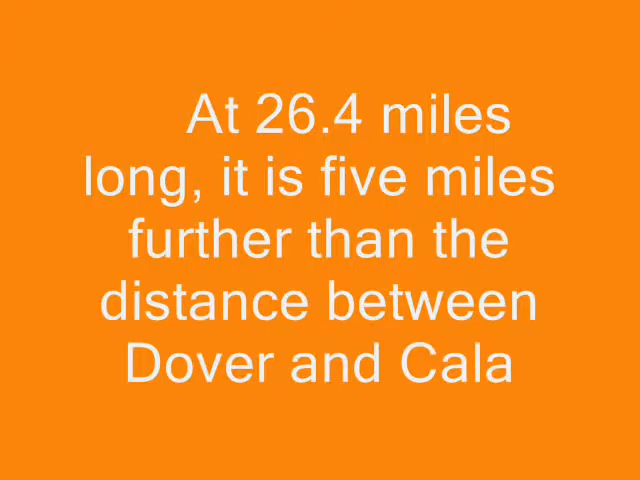 At 26.4 miles
long, it is five miles
further than the
distance between
Dover and Cala